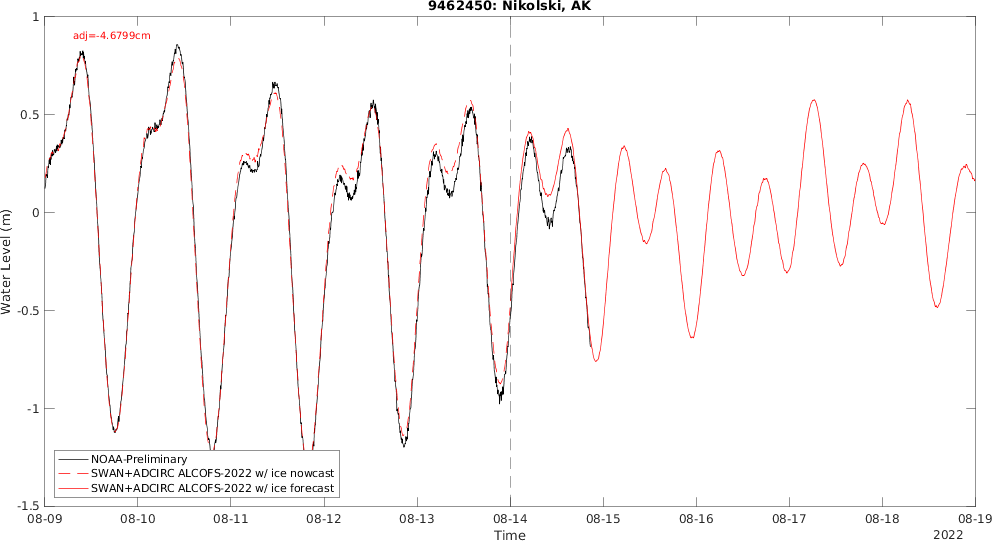 9462450: Nikolski, AK
adj=-4.6799cm
1
0.5
0
-0.5
-1
-1.5
Water Level (m)
NOAA-Preliminary
SWAN+ADCIRC ALCOFS-2022 w/ ice nowcast
SWAN+ADCIRC ALCOFS-2022 w/ ice forecast
08-09 08-10 08-11 08-12 08-13 08-14 08-15 08-16 08-17 08-18 08-19
Time
2022